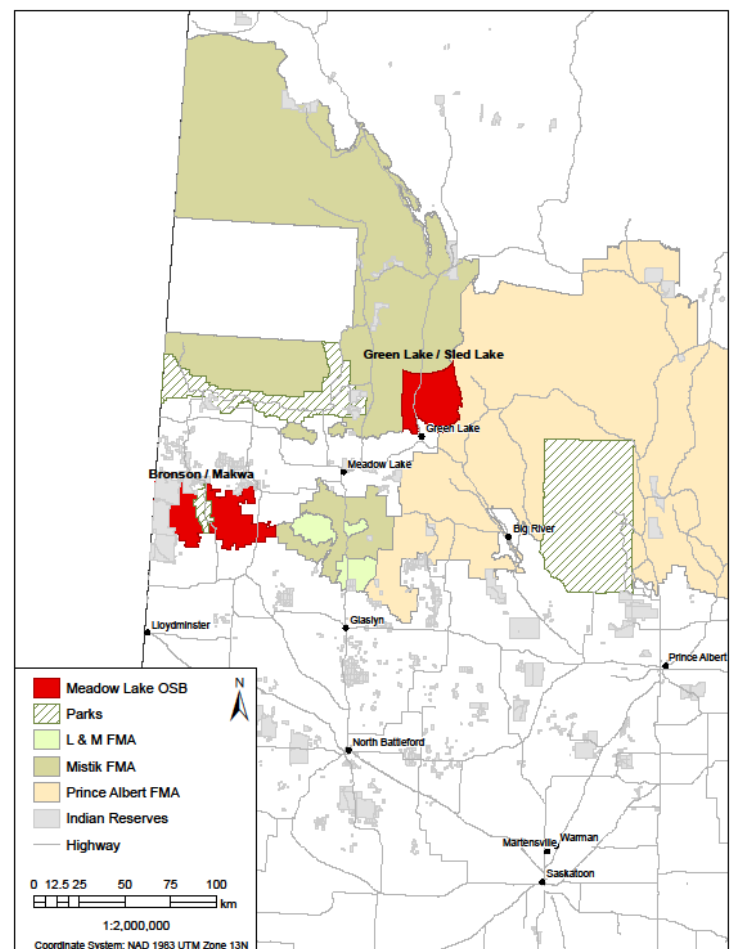 Green Lake / Sled Lake
Green Lake
Meadow Lake
Bronson / Makwa
Big River
Glaslyn
Lloydminster
Prince Albert
Meadow Lake OSB
N
Parks
L & M FMA
Mistik FMA
Prince Albert FMA
Indian Reserves
Highway
North Battleford
Martensville
Warman
Saskatoon
0 12.5 25 50 75 100
km
1:2,000,000
Coordinate System: NAD 1983 UTM Zone 13N